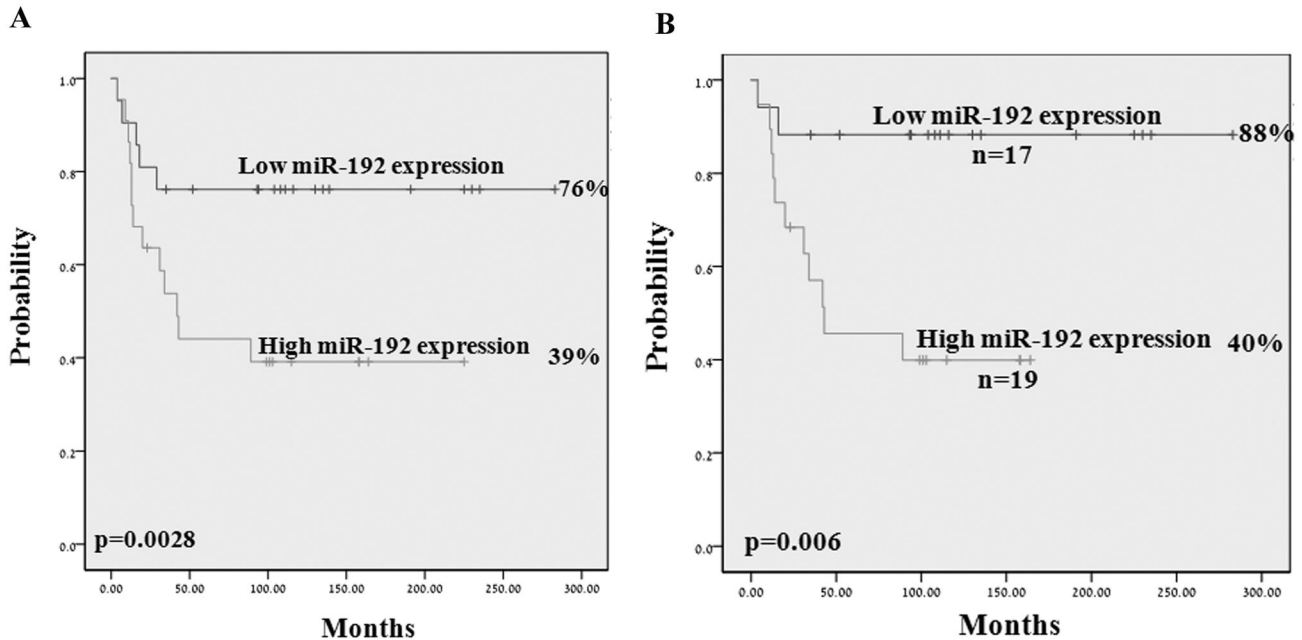 A
Probability
1.0
0.8
0.6
0.4
0.2
0.0
Low miR-192 expression
76%
High miR-192 expression
39%
p=0.0028
0.00 50.00 100.00 150.00 200.00 250.00 300.00
Months
B
Probability
1.0
0.8
0.6
0.4
0.2
0.0
Low miR-192 expression
88%
n=17
High miR-192 expression
40%
n=19
p=0.006
0.00 50.00 100.00 150.00 200.00 250.00 300.00
Months